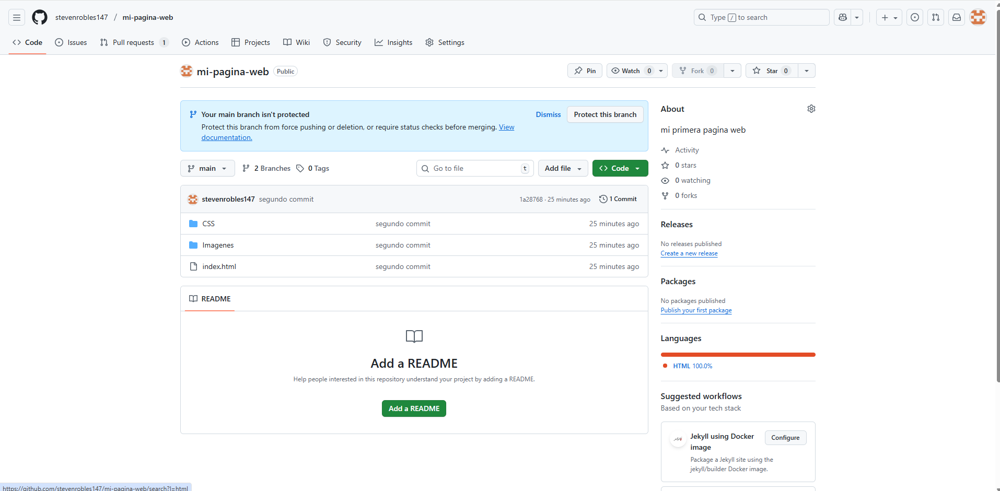 stevenrobles147 / mi-pagina-web
Type / to search
Code
Issues
Pull requests 1
Actions
Projects
Wiki
Security
Insights
Settings
mi-pagina-web Public
Pin
Watch 0
Fork 0
Star 0
Your main branch isn't protected
Protect this branch from force pushing or deletion, or require status checks before merging. View
documentation.
Dismiss
Protect this branch
main
2 Branches
0 Tags
Go to file
t
Add file
Code
stevenrobles147 segundo commit
1a28768 · 25 minutes ago
1 Commit
CSS segundo commit 25 minutes ago
Imagenes segundo commit 25 minutes ago
index.html segundo commit 25 minutes ago
README
Add a README
Help people interested in this repository understand your project by adding a README.
Add a README
About
mi primera pagina web
Activity
0 stars
0 watching
0 forks
Releases
No releases published
Create a new release
Packages
No packages published
Publish your first package
Languages
HTML 100.0%
Suggested workflows
Based on your tech stack
Jekyll using Docker
image
Configure
Package a Jekyll site using the
jekyll/builder Docker image.
https://github.com/stevenrobles147/mi-pagina-web/search?l=html